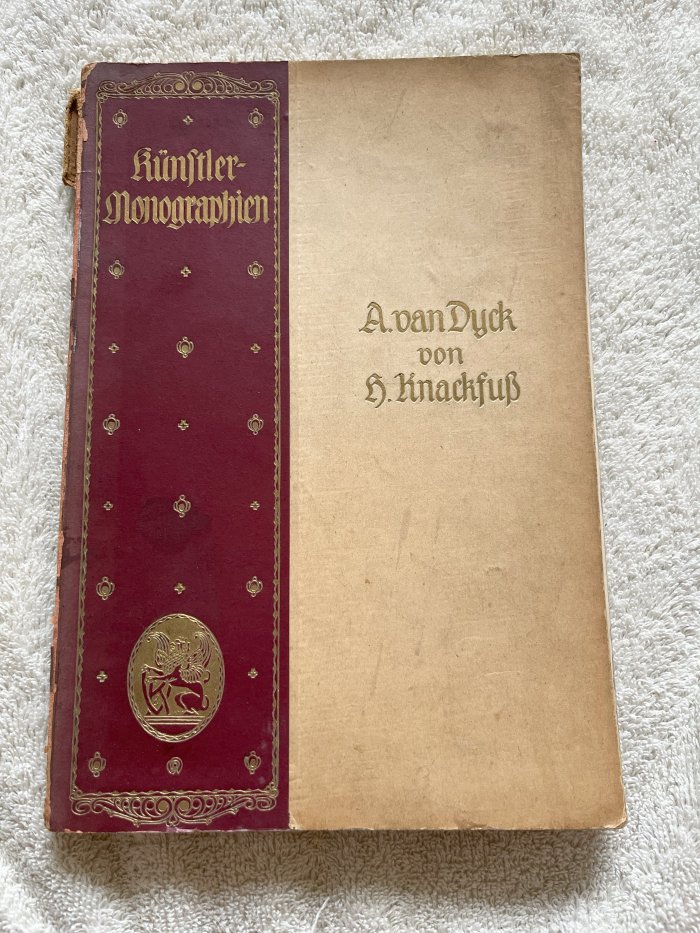 Künſtler-
Monographien
A. van Dyck
von
H. Knackfuß